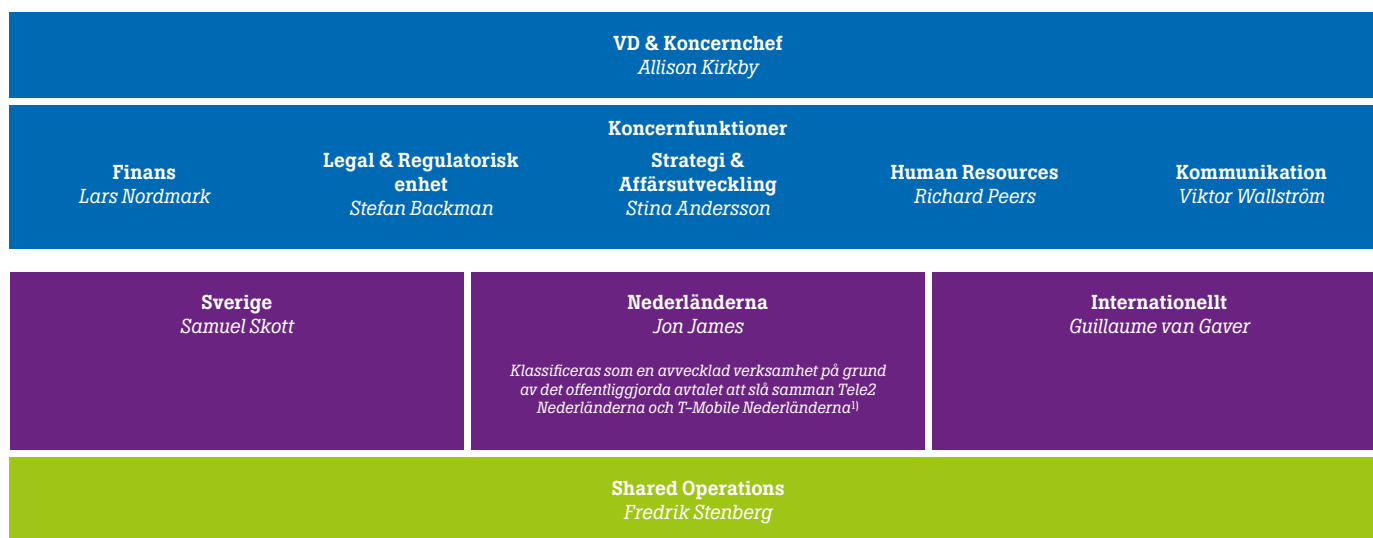 VD & Koncernchef
Allison Kirkby
Koncernfunktioner
Finans
Lars Nordmark
Legal & Regulatorisk
enhet
Stefan Backman
Strategi &
Affärsutveckling
Stina Andersson
Human Resources
Richard Peers
Kommunikation
Viktor Wallström
Sverige
Samuel Skott
Nederländerna
Jon James
Klassificeras som en avvecklad verksamhet på grund
av det offentliggjorda avtalet att slå samman Tele2
Nederländerna och T-Mobile Nederländerna1)
Internationellt
Guillaume van Gaver
Shared Operations
Fredrik Stenberg